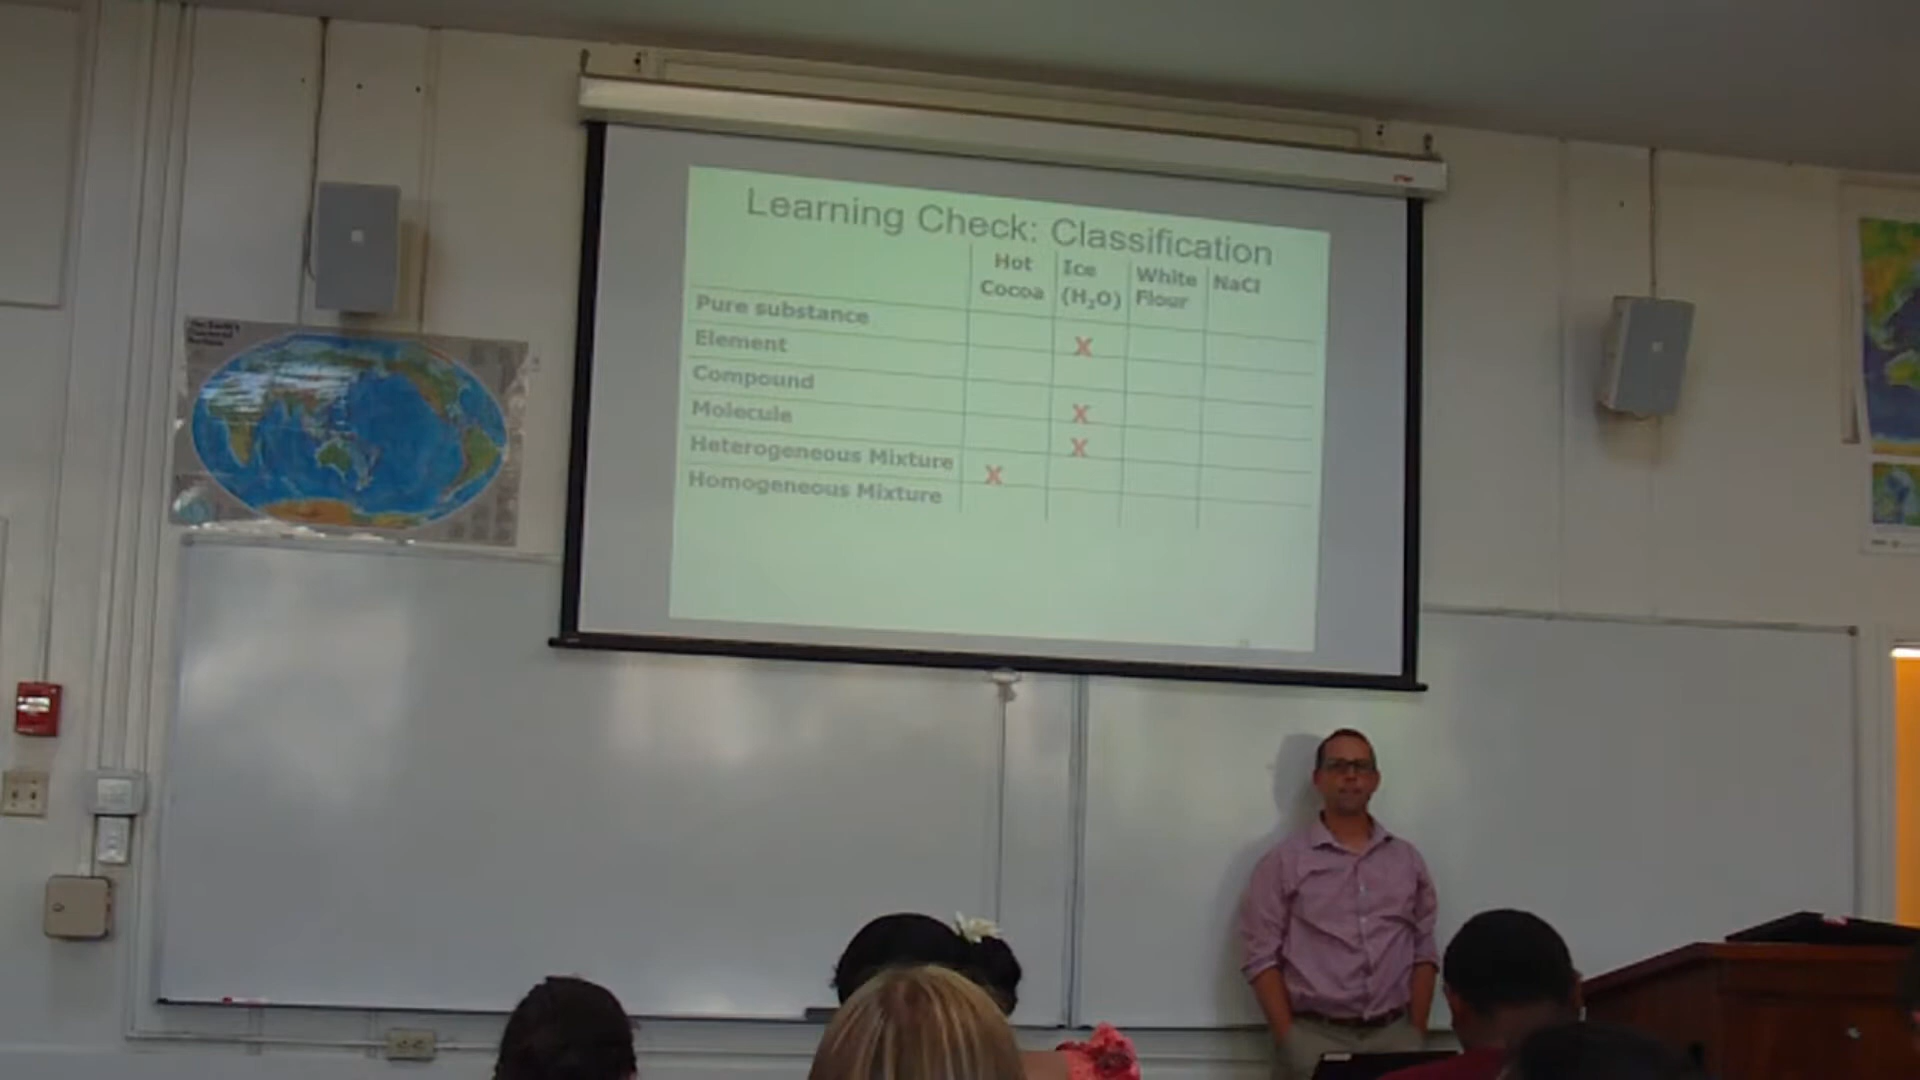 Learning Check: Classification
Hot Cocoa
Ice (H₂O)
White Flour
NaCl
Pure substance
Element X
Compound
Molecule X
Heterogeneous Mixture X
Homogeneous Mixture X